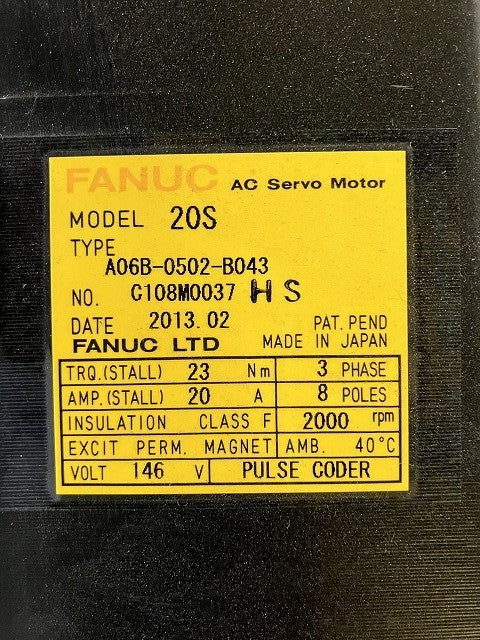 FANUC AC Servo Motor
MODEL 20S
TYPE
A06B-0502-B043
NO. C108M0037 H S
DATE 2013.02 PAT. PEND
FANUC LTD MADE IN JAPAN
TRQ.(STALL) 23 Nm 3 PHASE
AMP.(STALL) 20 A 8 POLES
INSULATION CLASS F 2000 rpm
EXCIT PERM. MAGNET AMB. 40°C
VOLT 146 V PULSE CODER